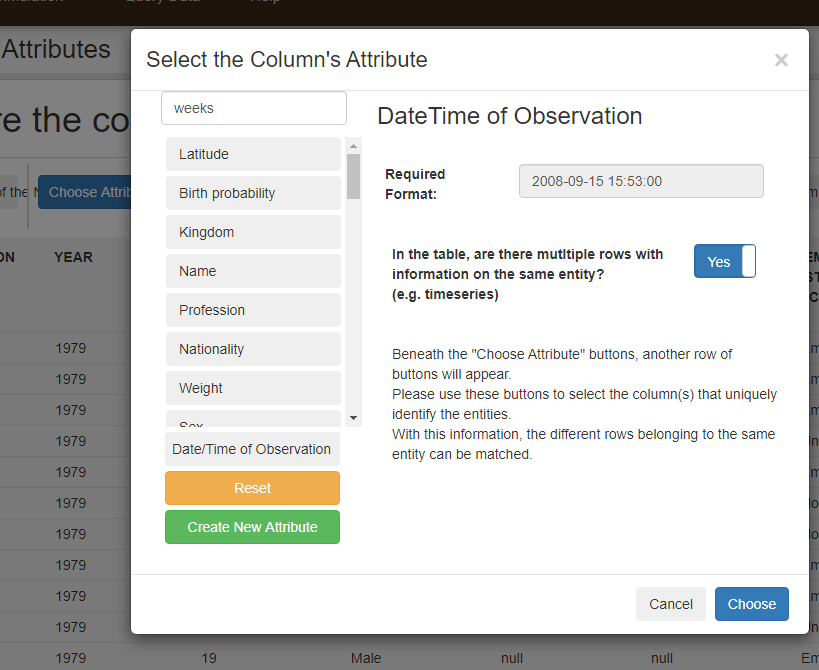 Query Data
Help
Attributes
Select the Column's Attribute
×
re the co
weeks
DateTime of Observation
Latitude
Birth probability
Kingdom
Name
Profession
Nationality
Weight
Sex
Date/Time of Observation
Reset
Create New Attribute
Required
Format:
2008-09-15 15:53:00
In the table, are there mutltiple rows with
information on the same entity?
(e.g. timeseries)
Yes
Beneath the "Choose Attribute" buttons, another row of
buttons will appear.
Please use these buttons to select the column(s) that uniquely
identify the entities.
With this information, the different rows belonging to the same
entity can be matched.
Cancel
Choose
of the
Choose Attrib
ON
YEAR
1979
1979
1979
1979
1979
1979
1979
1979
1979
1979
1979
19
Male
null
null
Em